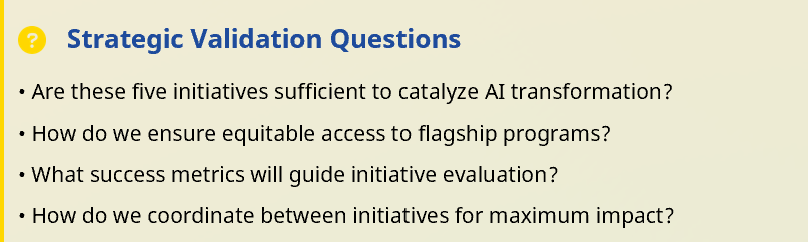 ? Strategic Validation Questions
• Are these five initiatives sufficient to catalyze AI transformation?
• How do we ensure equitable access to flagship programs?
• What success metrics will guide initiative evaluation?
• How do we coordinate between initiatives for maximum impact?